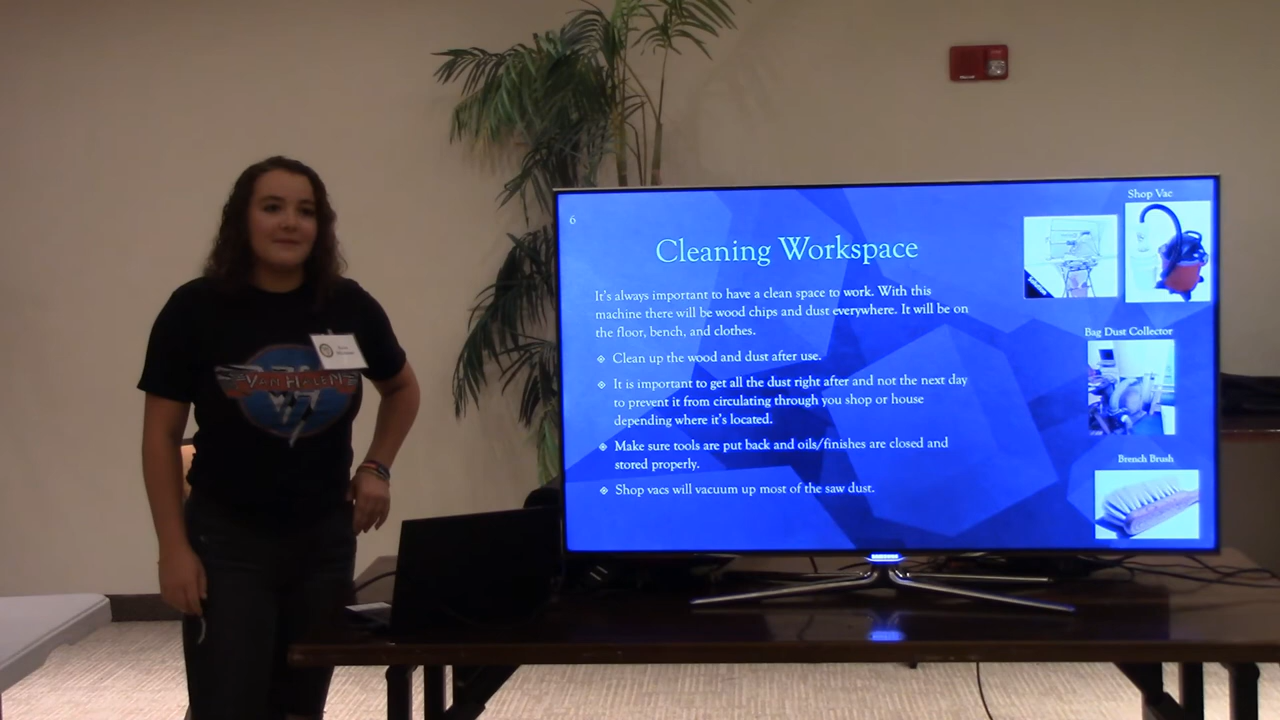 6
Cleaning Workspace
It's always important to have a clean space to work. With this
machine there will be wood chips and dust everywhere. It will be on
the floor, bench, and clothes.
Clean up the wood and dust after use.
It is important to get all the dust right after and not the next day
to prevent it from circulating through you shop or house
depending where it's located.
Make sure tools are put back and oils/finishes are closed and
stored properly.
Shop vacs will vacuum up most of the saw dust.
Shop Vac
Bag Dust Collector
Brench Brush
VAN HALEN